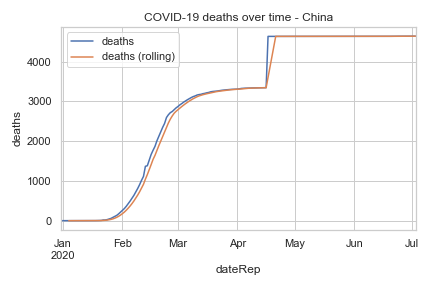 COVID-19 deaths over time - China
deaths
deaths (rolling)
4000
3000
2000
1000
0
deaths
Jan Feb Mar Apr May Jun Jul
2020
dateRep